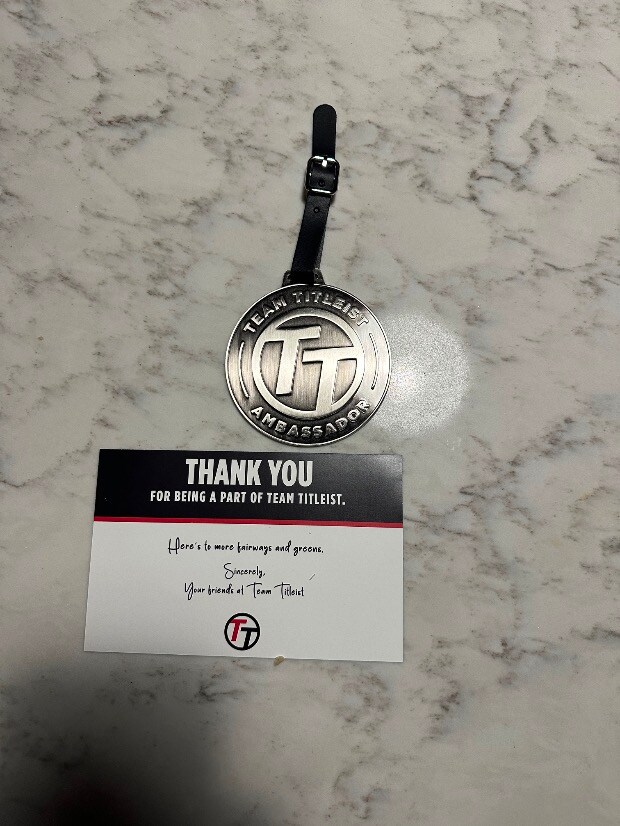 TEAM TITLEIST
TT
AMBASSADOR
THANK YOU
FOR BEING A PART OF TEAM TITLEIST.
Here's to more fairways and greens,
Sincerely,
Your friends at Team Titleist
TT